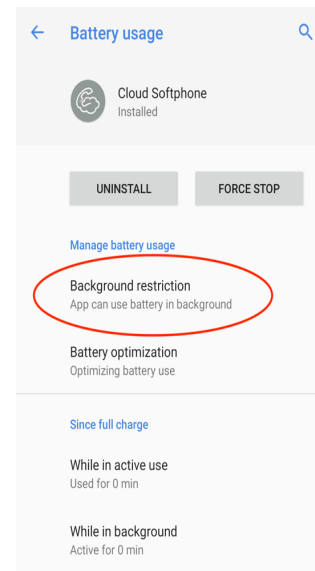 Battery usage
Cloud Softphone
Installed
UNINSTALL FORCE STOP
Manage battery usage
Background restriction
App can use battery in background
Battery optimization
Optimizing battery use
Since full charge
While in active use
Used for 0 min
While in background
Active for 0 min